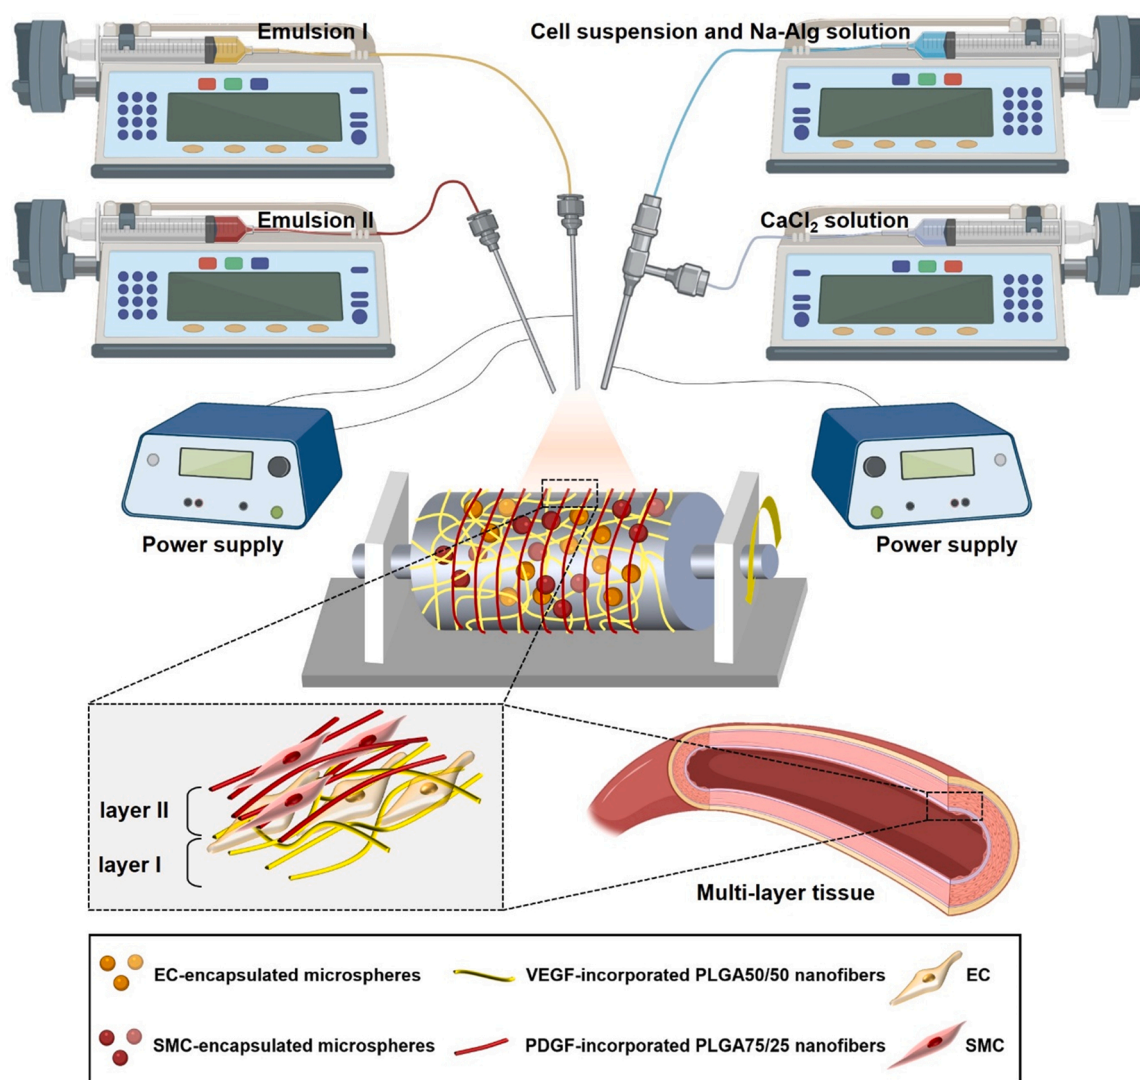 Emulsion I
Cell suspension and Na-Alg solution
Emulsion II
CaCl₂ solution
Power supply
Power supply
layer II
layer I
Multi-layer tissue
EC-encapsulated microspheres
VEGF-incorporated PLGA50/50 nanofibers
EC
SMC-encapsulated microspheres
PDGF-incorporated PLGA75/25 nanofibers
SMC